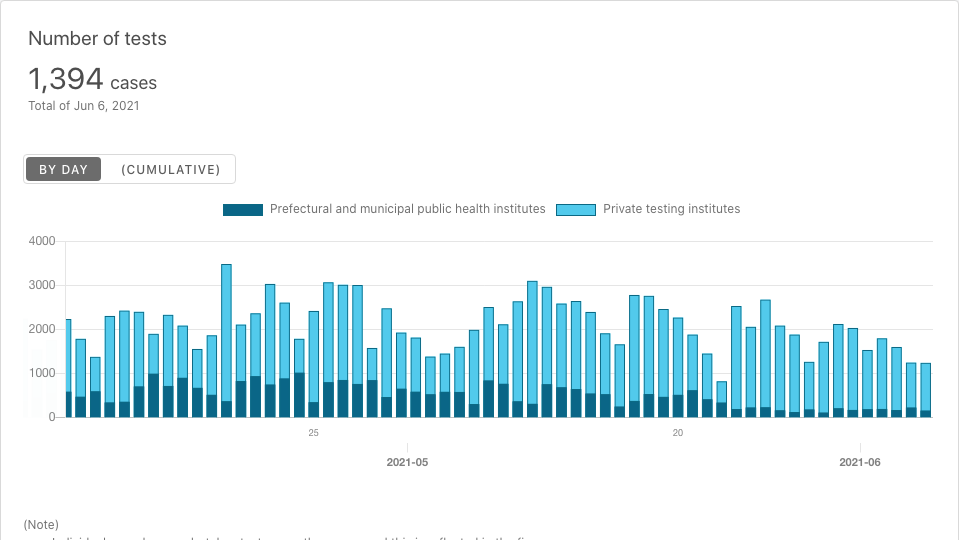 Number of tests
1,394 cases
Total of Jun 6, 2021
BY DAY (CUMULATIVE)
Prefectural and municipal public health institutes Private testing institutes
4000
3000
2000
1000
0
25 20
2021-05 2021-06
(Note)